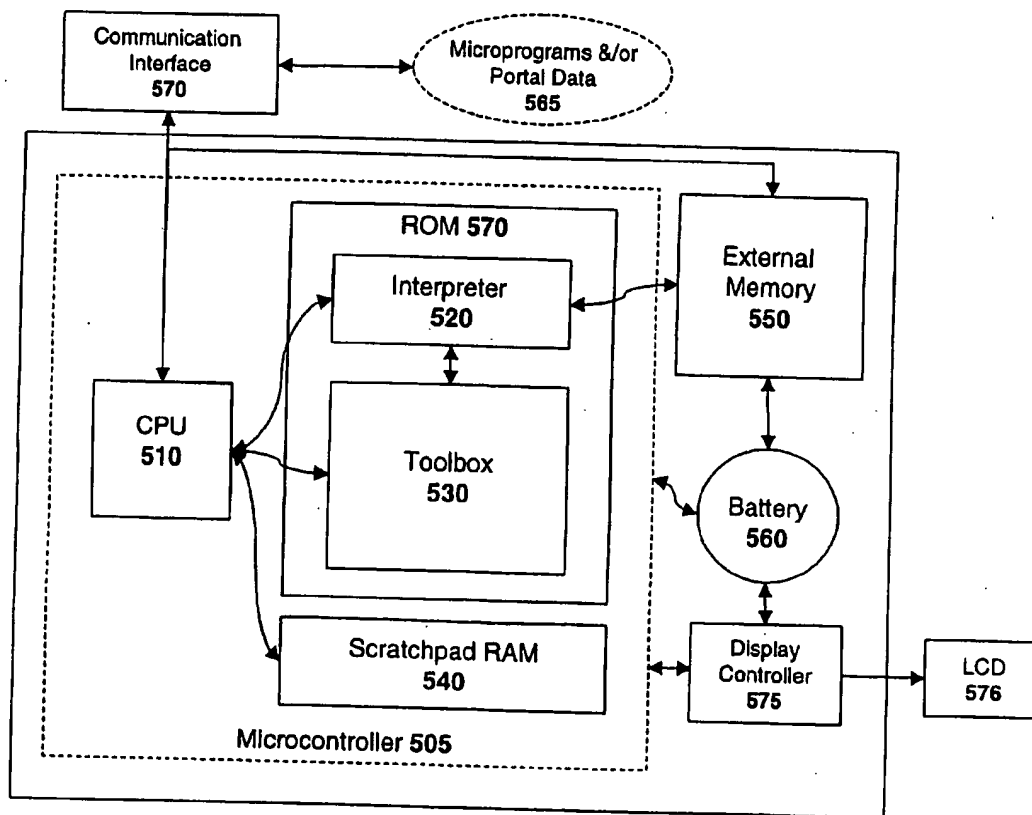 Communication
Interface
570
Microprograms &/or
Portal Data
565
ROM 570
Interpreter
520
External
Memory
550
CPU
510
Toolbox
530
Battery
560
Scratchpad RAM
540
Display
Controller
575
LCD
576
Microcontroller 505